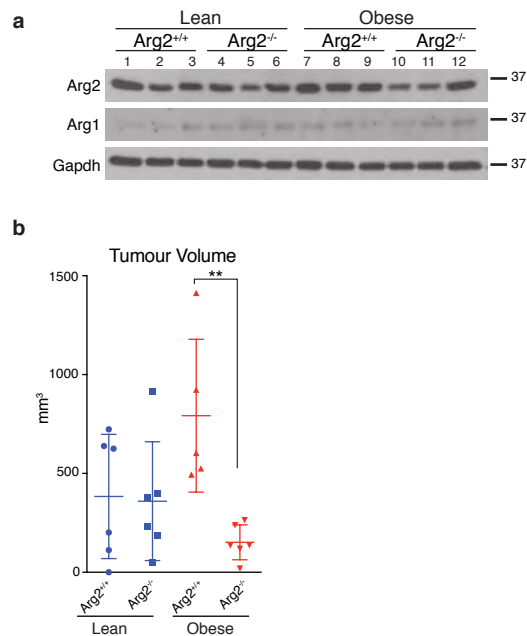 a
Lean Obese
Arg2+/+ Arg2-/- Arg2+/+ Arg2-/-
1 2 3 4 5 6 7 8 9 10 11 12
Arg2 37
Arg1 37
Gapdh 37
b
Tumour Volume
**
1500
1000
500
0
mm³
Arg2+/+ Arg2-/- Arg2+/+ Arg2-/-
Lean Obese